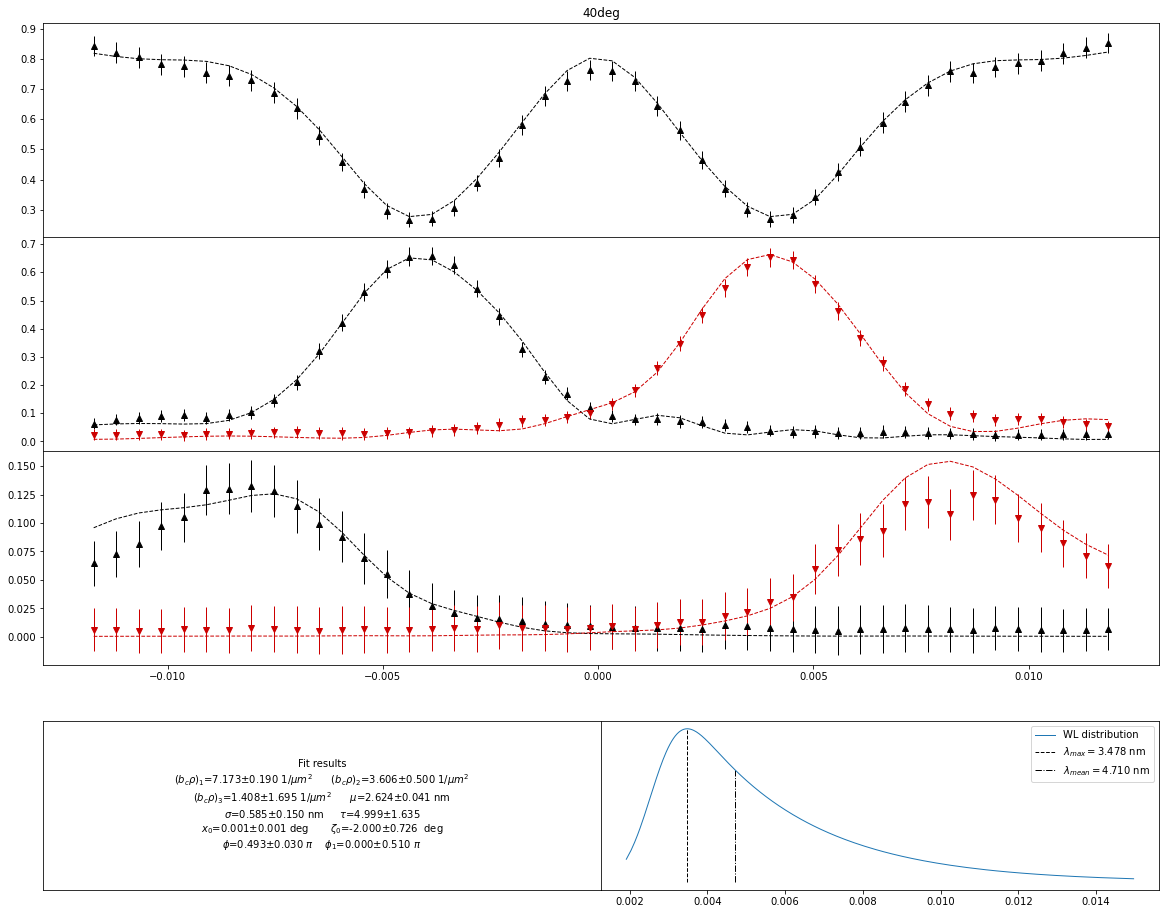 40deg
0.9
0.8
0.7
0.6
0.5
0.4
0.3
0.7
0.6
0.5
0.4
0.3
0.2
0.1
0.0
0.150
0.125
0.100
0.075
0.050
0.025
0.000
−0.010 −0.005 0.000 0.005 0.010
Fit results
(b_cρ)_1=7.173±0.190 1/μm^2 (b_cρ)_2=3.606±0.500 1/μm^2
(b_cρ)_3=1.408±1.695 1/μm^2 μ=2.624±0.041 nm
σ=0.585±0.150 nm τ=4.999±1.635
x_0=0.001±0.001 deg ζ_0=-2.000±0.726 deg
ϕ=0.493±0.030 π ϕ_1=0.000±0.510 π
WL distribution
λ_max = 3.478 nm
λ_mean = 4.710 nm
0.002 0.004 0.006 0.008 0.010 0.012 0.014